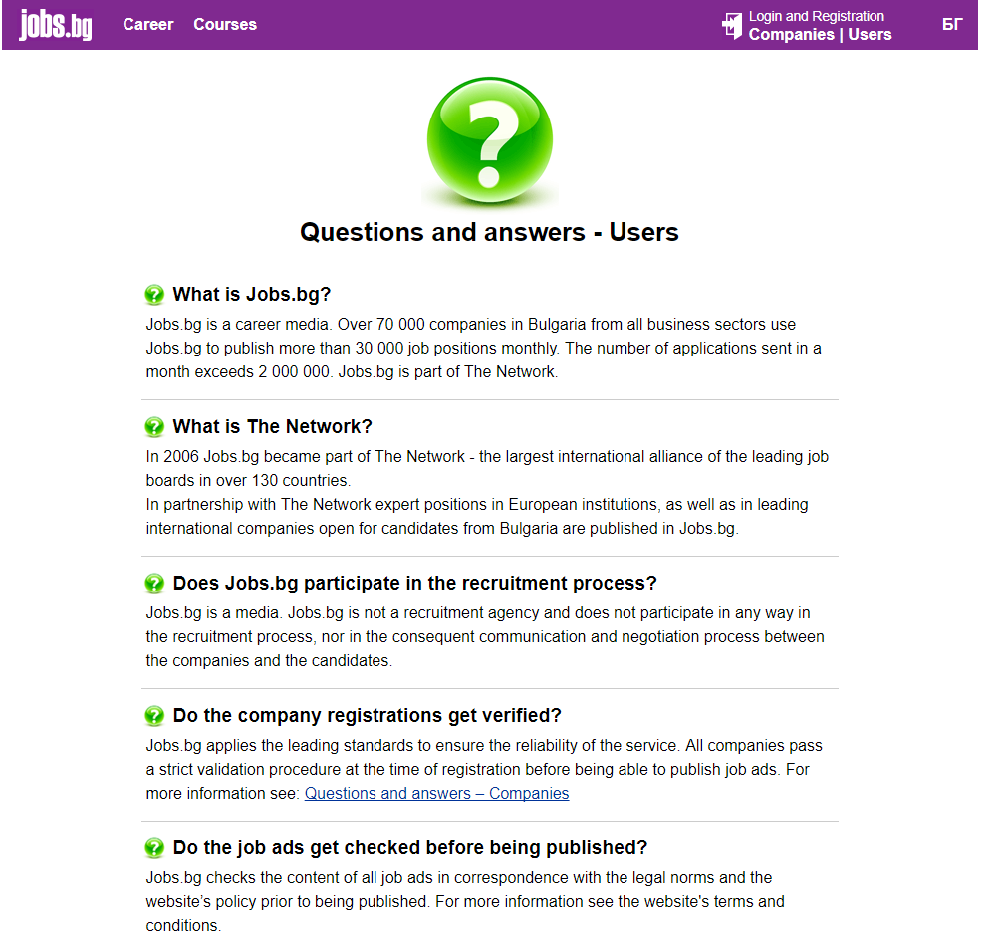 jobs.bg
Career Courses
Login and Registration
Companies | Users
БГ
?
Questions and answers - Users
? What is Jobs.bg?
Jobs.bg is a career media. Over 70 000 companies in Bulgaria from all business sectors use
Jobs.bg to publish more than 30 000 job positions monthly. The number of applications sent in a
month exceeds 2 000 000. Jobs.bg is part of The Network.
? What is The Network?
In 2006 Jobs.bg became part of The Network - the largest international alliance of the leading job
boards in over 130 countries.
In partnership with The Network expert positions in European institutions, as well as in leading
international companies open for candidates from Bulgaria are published in Jobs.bg.
? Does Jobs.bg participate in the recruitment process?
Jobs.bg is a media. Jobs.bg is not a recruitment agency and does not participate in any way in
the recruitment process, nor in the consequent communication and negotiation process between
the companies and the candidates.
? Do the company registrations get verified?
Jobs.bg applies the leading standards to ensure the reliability of the service. All companies pass
a strict validation procedure at the time of registration before being able to publish job ads. For
more information see: Questions and answers – Companies
? Do the job ads get checked before being published?
Jobs.bg checks the content of all job ads in correspondence with the legal norms and the
website’s policy prior to being published. For more information see the website's terms and
conditions.